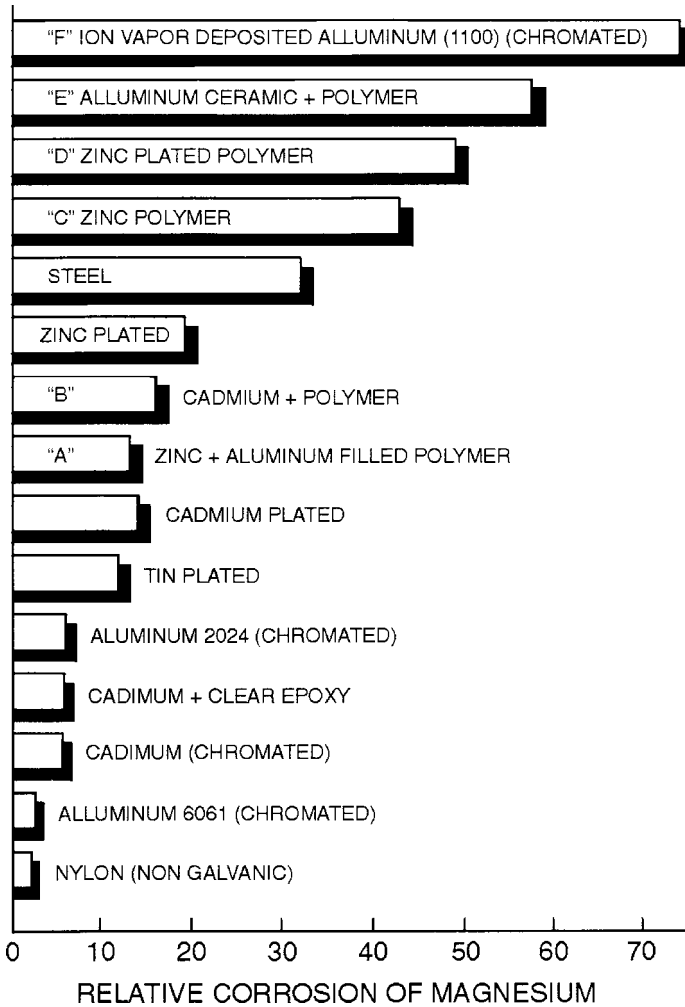 “F” ION VAPOR DEPOSITED ALLUMINUM (1100) (CHROMATED)
“E” ALLUMINUM CERAMIC + POLYMER
“D” ZINC PLATED POLYMER
“C” ZINC POLYMER
STEEL
ZINC PLATED
“B” CADMIUM + POLYMER
“A” ZINC + ALUMINUM FILLED POLYMER
CADMIUM PLATED
TIN PLATED
ALUMINUM 2024 (CHROMATED)
CADIMUM + CLEAR EPOXY
CADIMUM (CHROMATED)
ALLUMINUM 6061 (CHROMATED)
NYLON (NON GALVANIC)
0 10 20 30 40 50 60 70
RELATIVE CORROSION OF MAGNESIUM